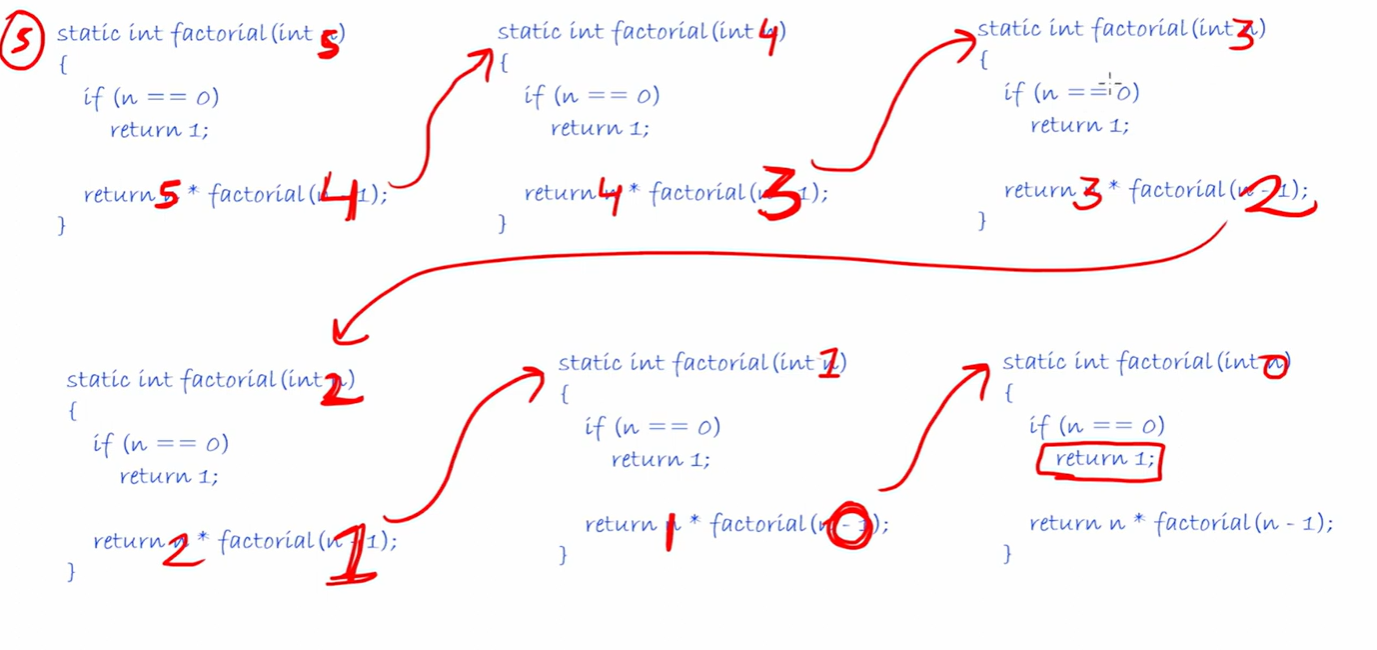 5 static int factorial(int 5)
{
if (n == 0)
return 1;
return 5 * factorial(4 1);
}
static int factorial(int 4)
{
if (n == 0)
return 1;
return 4 * factorial(3 1);
}
static int factorial(int 3)
{
if (n == 0)
return 1;
return 3 * factorial(n - 2 1);
}
static int factorial(int 2)
{
if (n == 0)
return 1;
return 2 * factorial(n 1 1);
}
static int factorial(int 1)
{
if (n == 0)
return 1;
return 1 * factorial(n - 0);
}
static int factorial(int 0)
{
if (n == 0)
return 1;
return n * factorial(n - 1);
}